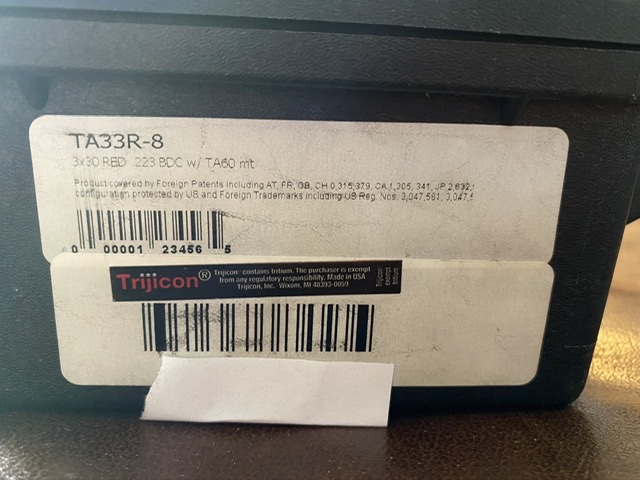 TA33R-8
3x30 RED .223 BDC w/ TA60 mt
Product covered by Foreign Patents including AT, FR, GB, CH 0,315,379, CA 1,305, 341, JP 2,632,
configuration protected by US and Foreign Trademarks including US Reg. Nos. 3,047,581, 3,047,5
0 00001 23456 5
Trijicon®
Trijicon® contains tritium. The purchaser is exempt
from any regulatory responsibility. Made in USA
Trijicon, Inc. Wixom, MI 48393-0059
Contains
exempt
tritium